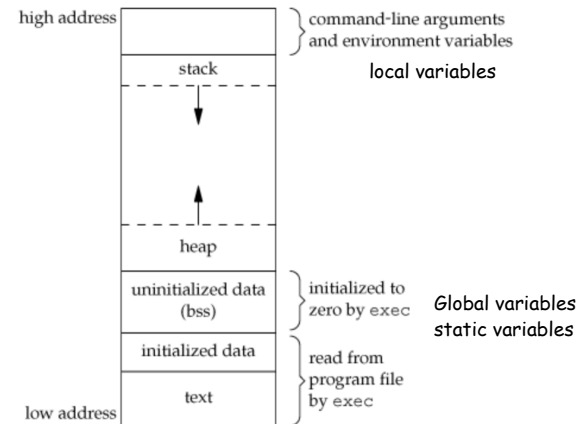 high address
command-line arguments
and environment variables
stack
local variables
heap
uninitialized data
(bss)
initialized to
zero by exec
Global variables
static variables
initialized data
read from
program file
by exec
text
low address